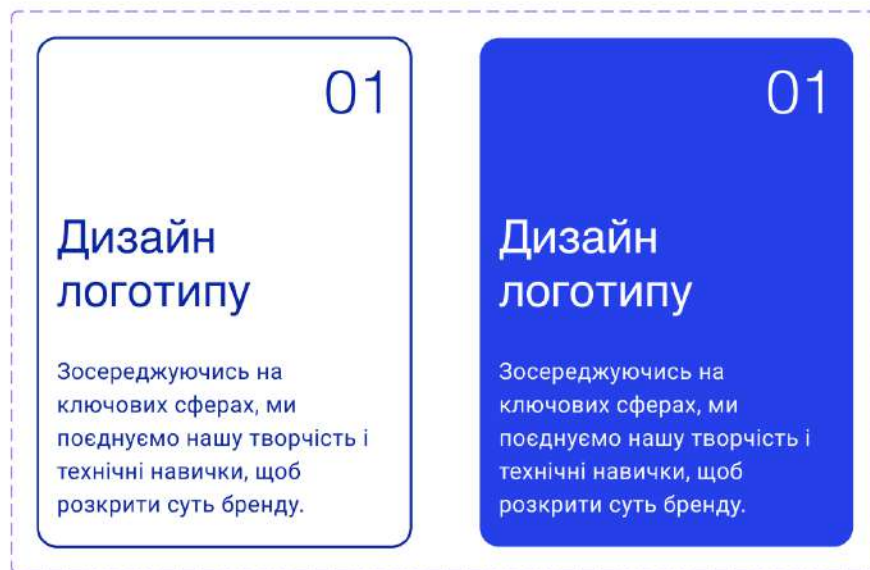 01
Дизайн
логотипу
Зосереджуючись на
ключових сферах, ми
поєднуємо нашу творчість і
технічні навички, щоб
розкрити суть бренду.
01
Дизайн
логотипу
Зосереджуючись на
ключових сферах, ми
поєднуємо нашу творчість і
технічні навички, щоб
розкрити суть бренду.